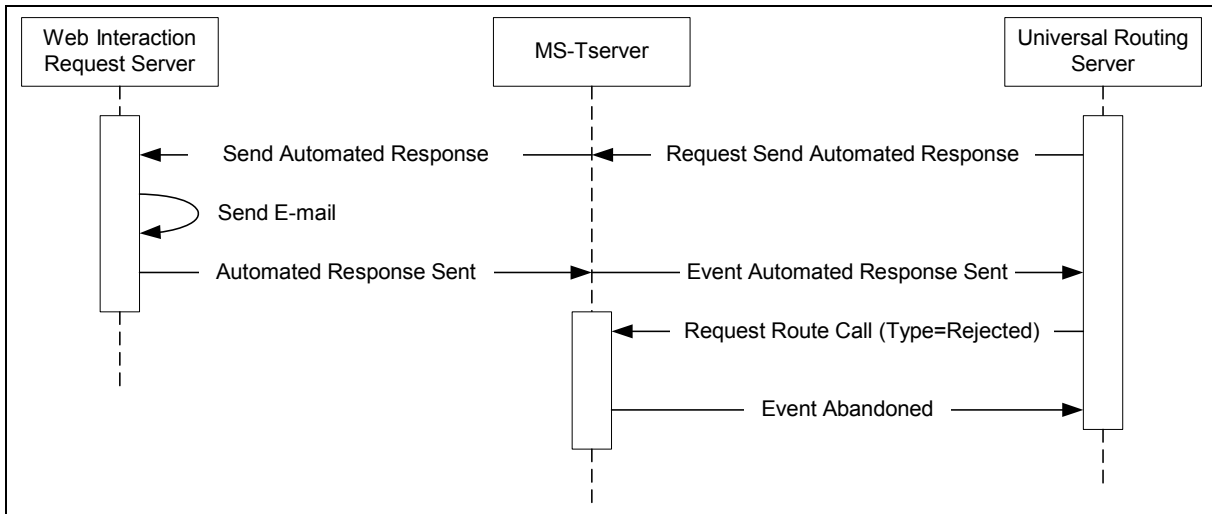 Web Interaction
Request Server
MS-Tserver
Universal Routing
Server
Send Automated Response
Request Send Automated Response
Send E-mail
Automated Response Sent
Event Automated Response Sent
Request Route Call (Type=Rejected)
Event Abandoned